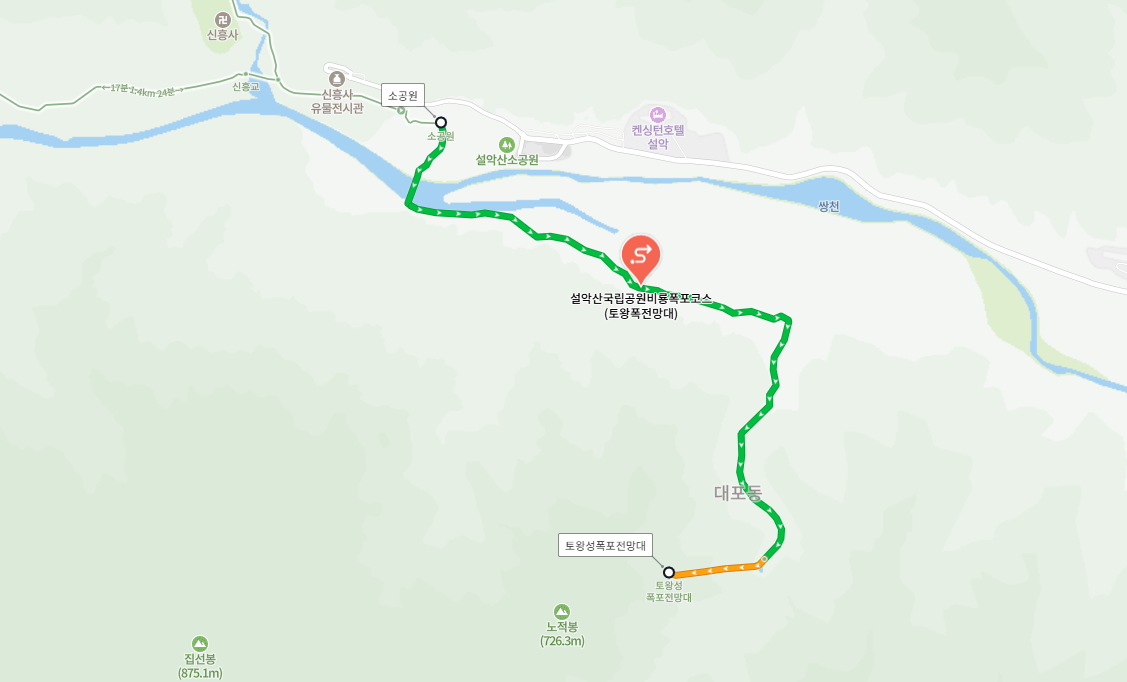 신흥사
←17분 1.4km 24분→
신흥교
신흥사
유물전시관
소공원
소공원
설악산소공원
켄싱턴호텔
설악
쌍천
설악산국립공원비룡폭포코스
(토왕폭전망대)
대포동
토왕성폭포전망대
토왕성
폭포전망대
노적봉
(726.3m)
집선봉
(875.1m)